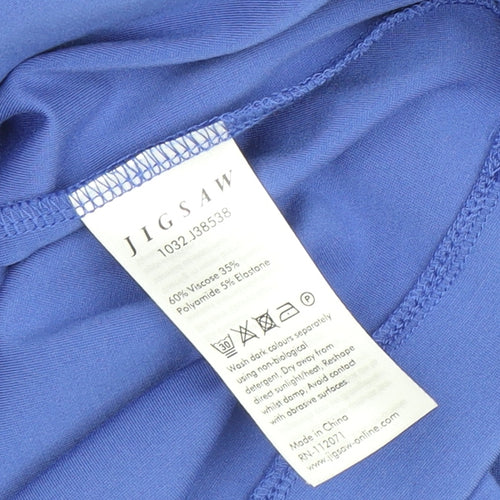 JIGSAW
1032J38538
60% Viscose 35%
Polyamide 5% Elastane
30 P
Wash dark colours separately
using non-biological
detergent. Dry away from
direct sunlight/heat, Reshape
whilst damp. Avoid contact
with abrasive surfaces.
Made in China
RN-112071
www.jigsaw-online.com